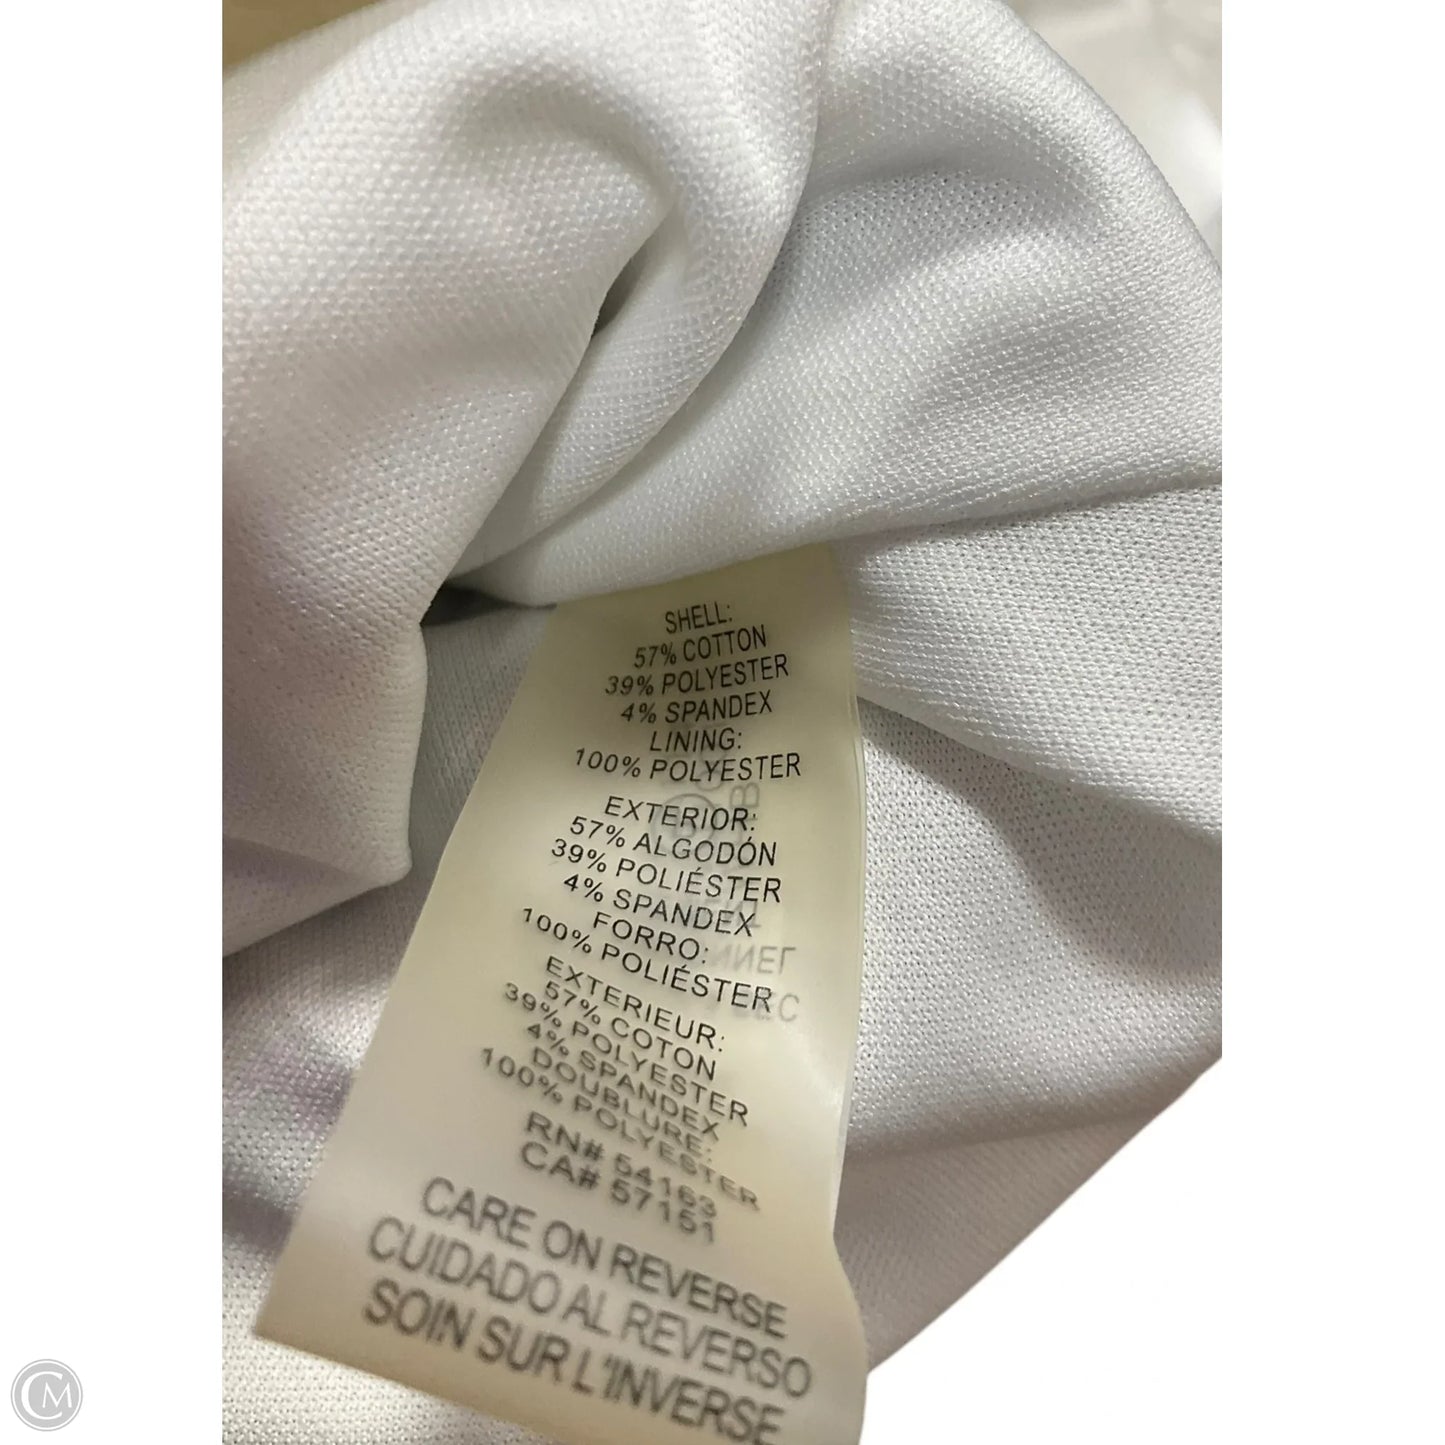 SHELL:
57% COTTON
39% POLYESTER
4% SPANDEX
LINING:
100% POLYESTER
EXTERIOR:
57% ALGODÓN
39% POLIÉSTER
4% SPANDEX
FORRO:
100% POLIÉSTER
EXTERIEUR:
57% COTON
39% POLYESTER
4% SPANDEX
DOUBLURE:
100% POLYESTER
RN# 54163
CA# 57151
CARE ON REVERSE
CUIDADO AL REVERSO
SOIN SUR L'INVERSE
CM